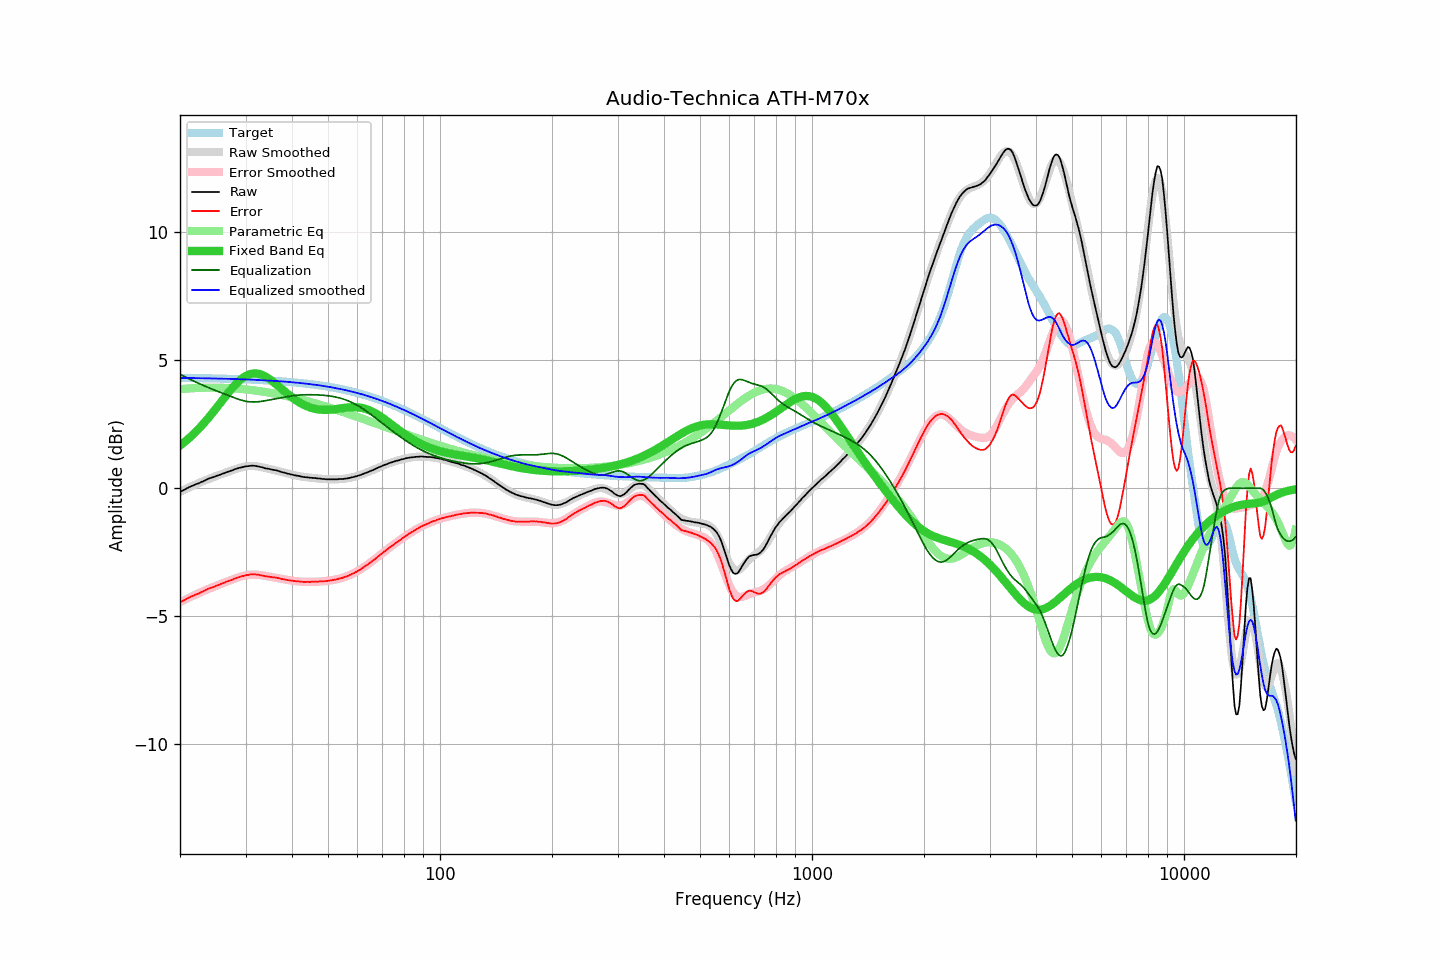 Audio-Technica ATH-M70x
Target
Raw Smoothed
Error Smoothed
Raw
Error
Parametric Eq
Fixed Band Eq
Equalization
Equalized smoothed
10
5
0
−5
−10
Amplitude (dBr)
100
1000
10000
Frequency (Hz)